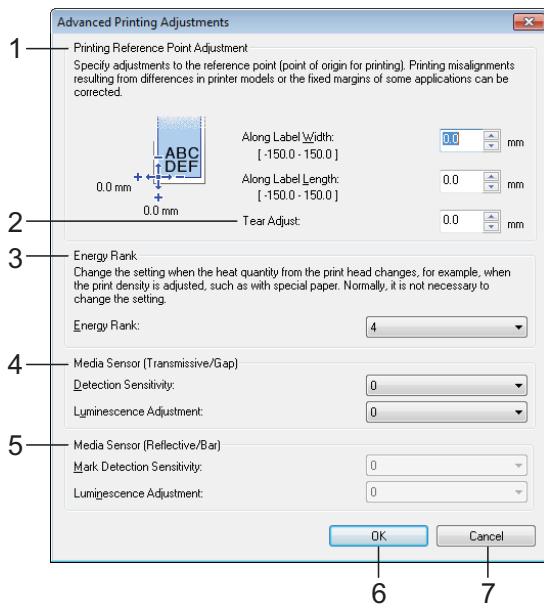 Advanced Printing Adjustments
1
Printing Reference Point Adjustment
Specify adjustments to the reference point (point of origin for printing). Printing misalignments
resulting from differences in printer models or the fixed margins of some applications can be
corrected.
ABC
DEF
0.0 mm
0.0 mm
Along Label Width: 0.0 mm
[ -150.0 - 150.0 ]
Along Label Length: 0.0 mm
[ -150.0 - 150.0 ]
2 Tear Adjust: 0.0 mm
3 Energy Rank
Change the setting when the heat quantity from the print head changes, for example, when
the print density is adjusted, such as with special paper. Normally, it is not necessary to
change the setting.
Energy Rank: 4
4 Media Sensor (Transmissive/Gap)
Detection Sensitivity: 0
Luminescence Adjustment: 0
5 Media Sensor (Reflective/Bar)
Mark Detection Sensitivity: 0
Luminescence Adjustment: 0
OK Cancel
6 7